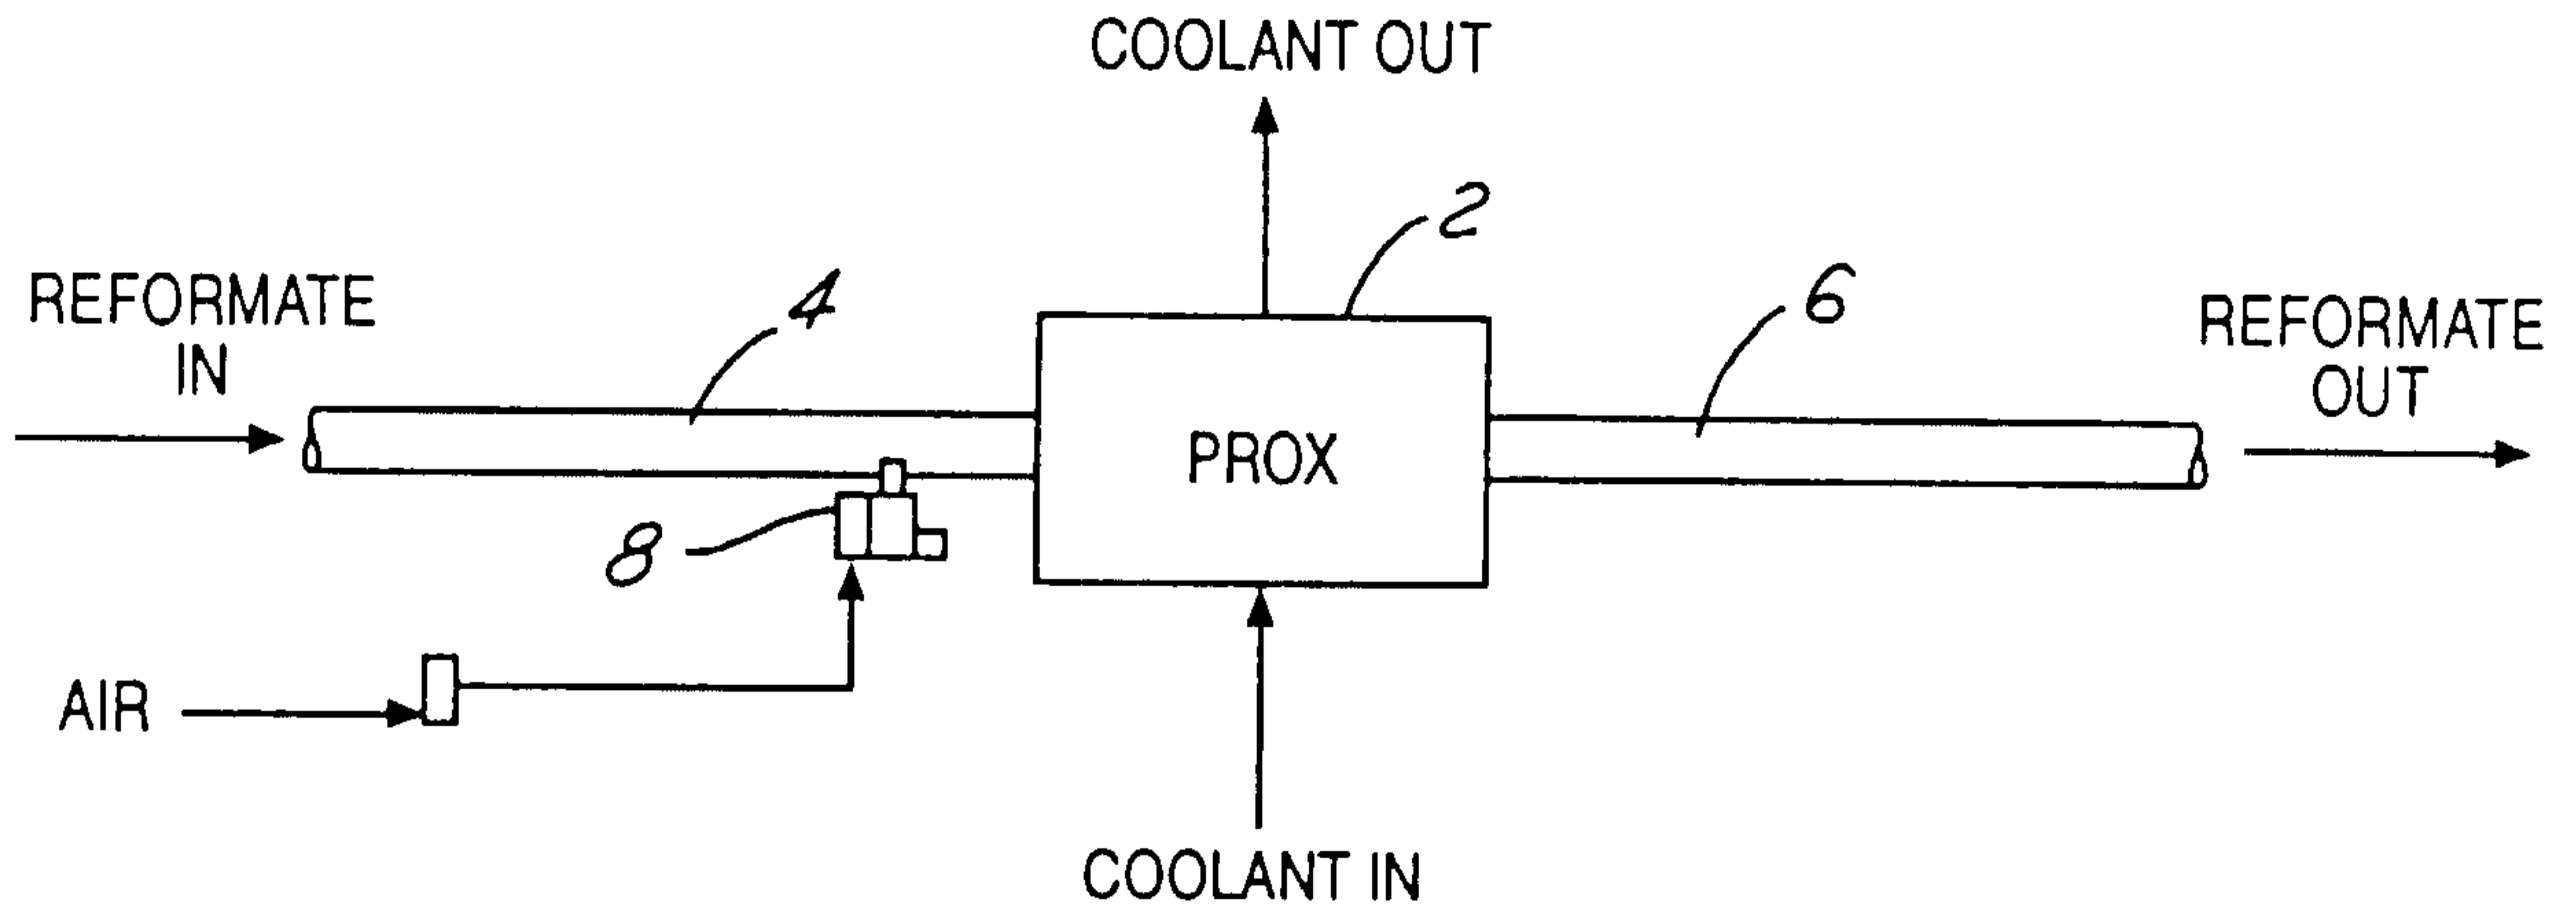 COOLANT OUT
2
4
6
REFORMATE
IN
REFORMATE
OUT
PROX
8
AIR
COOLANT IN